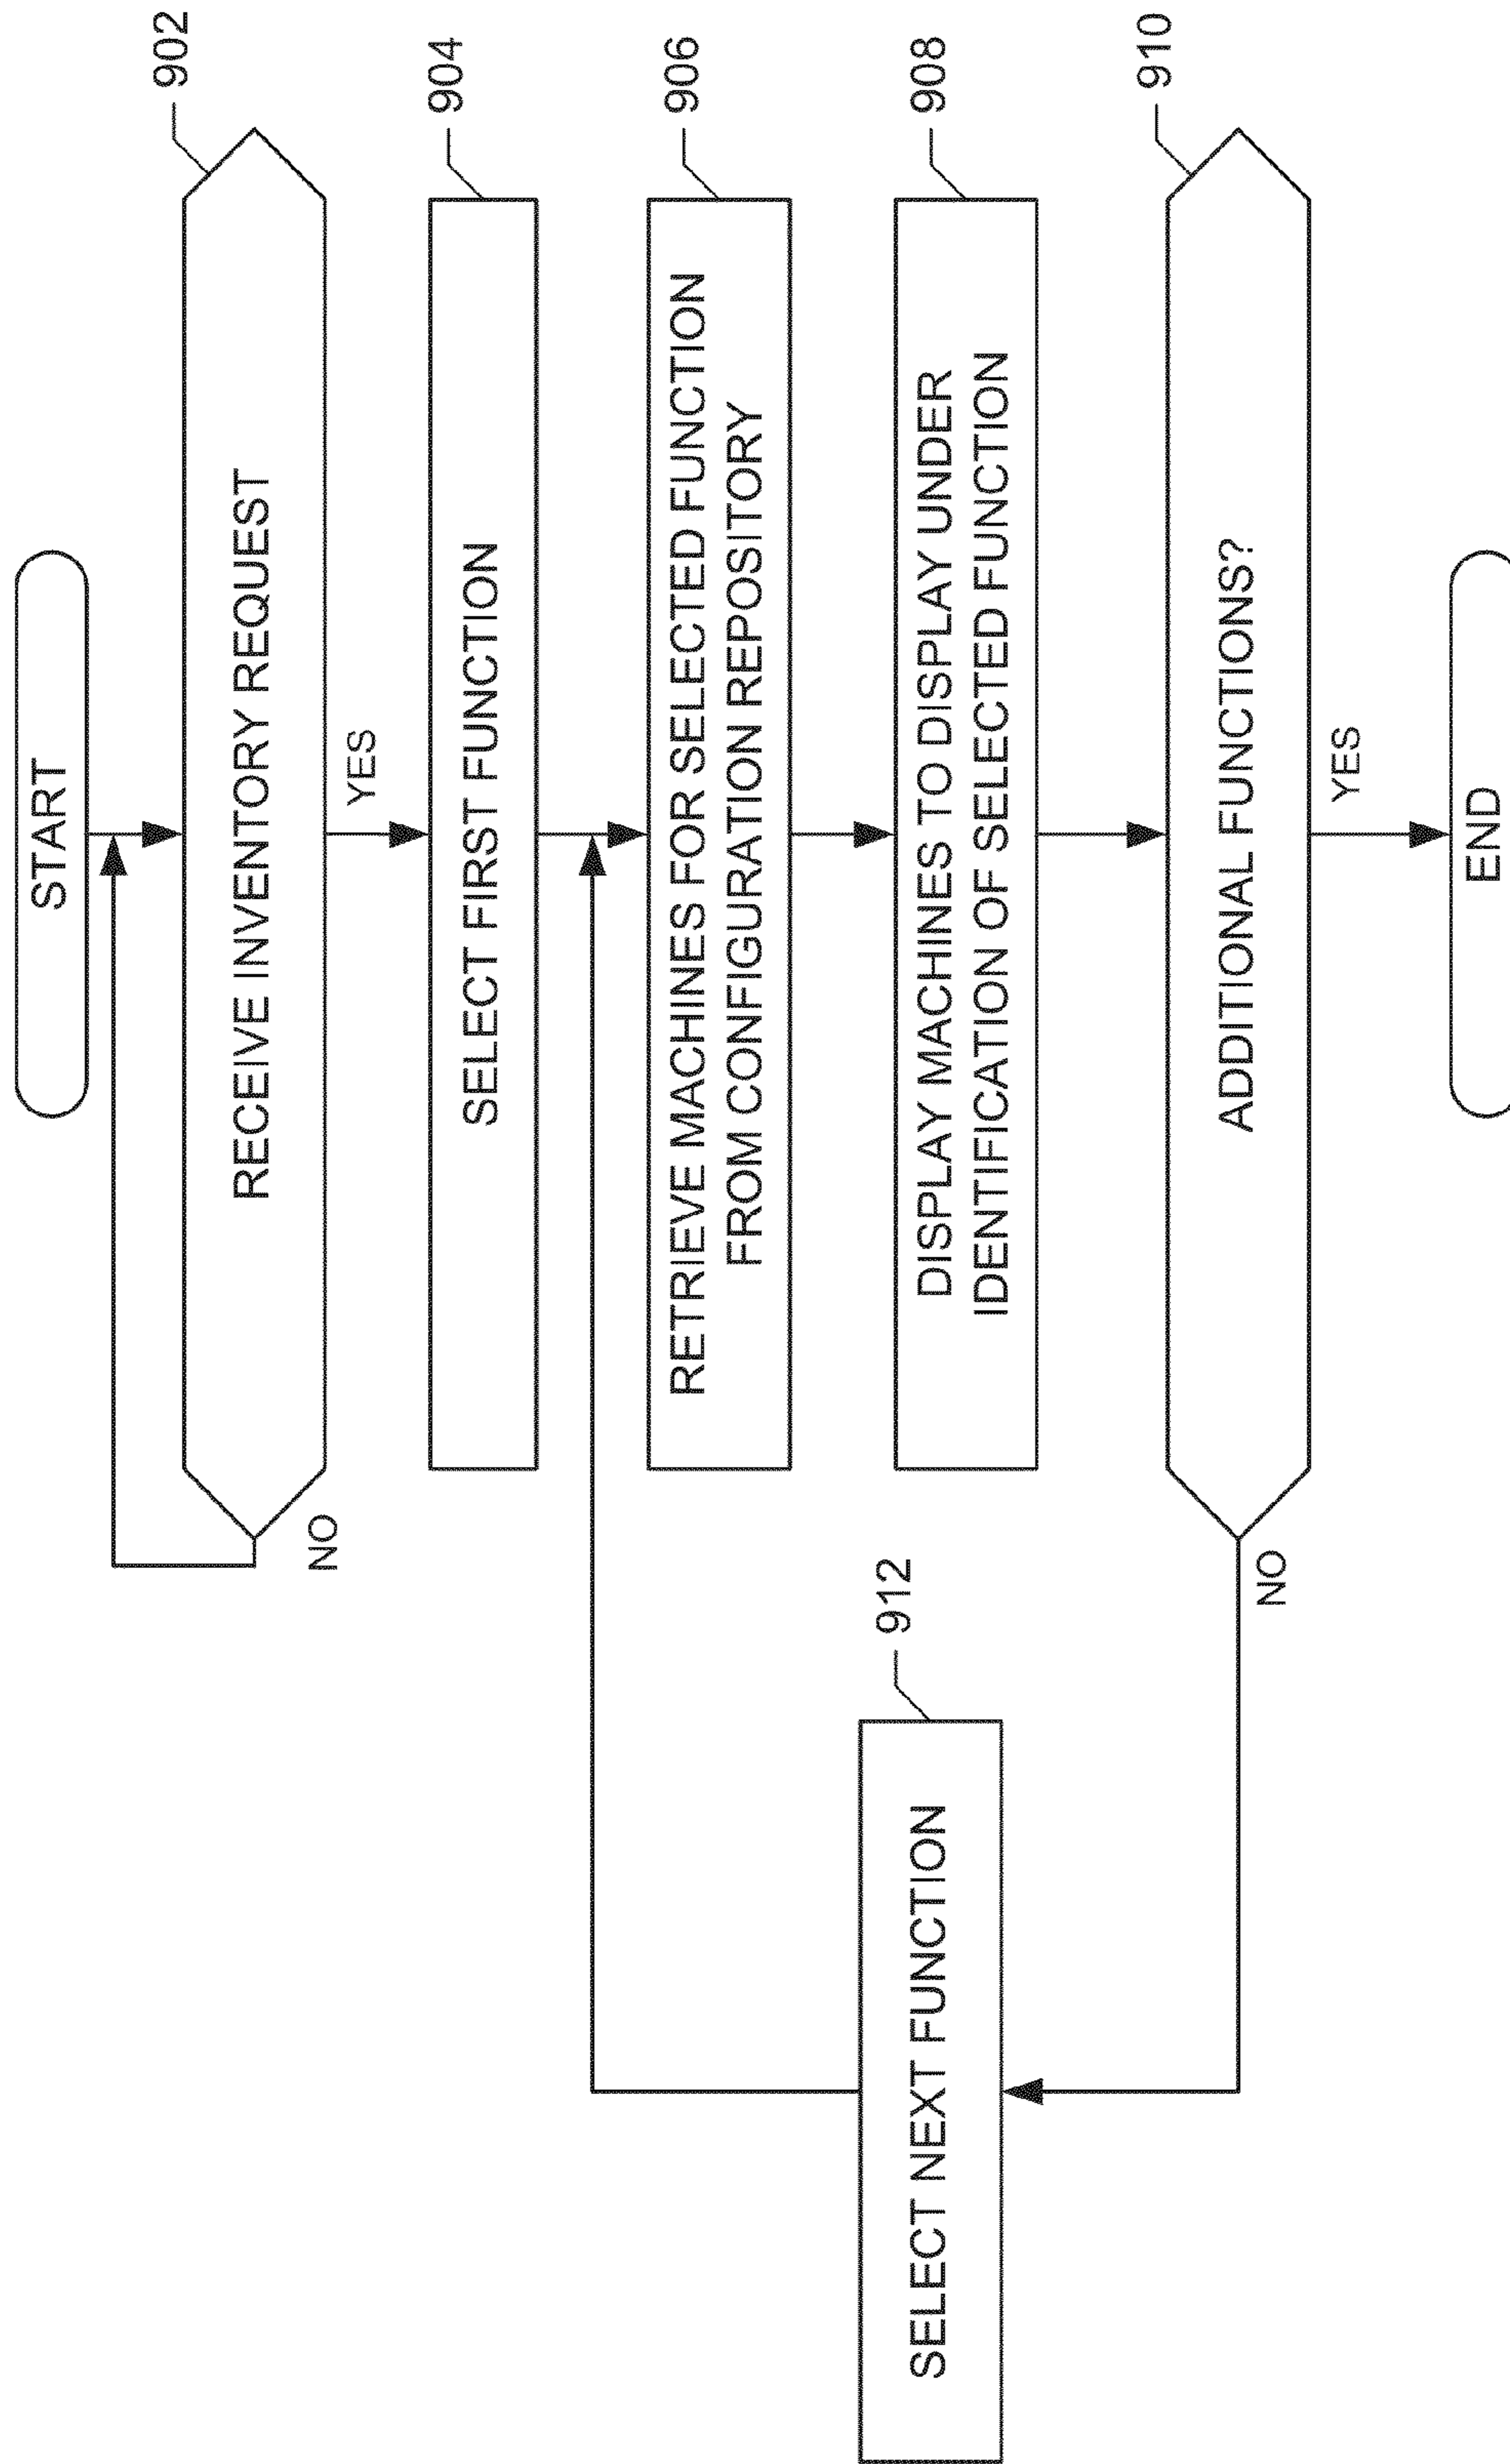 START
902
RECEIVE INVENTORY REQUEST
NO
YES
904
SELECT FIRST FUNCTION
906
RETRIEVE MACHINES FOR SELECTED FUNCTION
FROM CONFIGURATION REPOSITORY
908
DISPLAY MACHINES TO DISPLAY UNDER
IDENTIFICATION OF SELECTED FUNCTION
912
SELECT NEXT FUNCTION
910
ADDITIONAL FUNCTIONS?
NO
YES
END